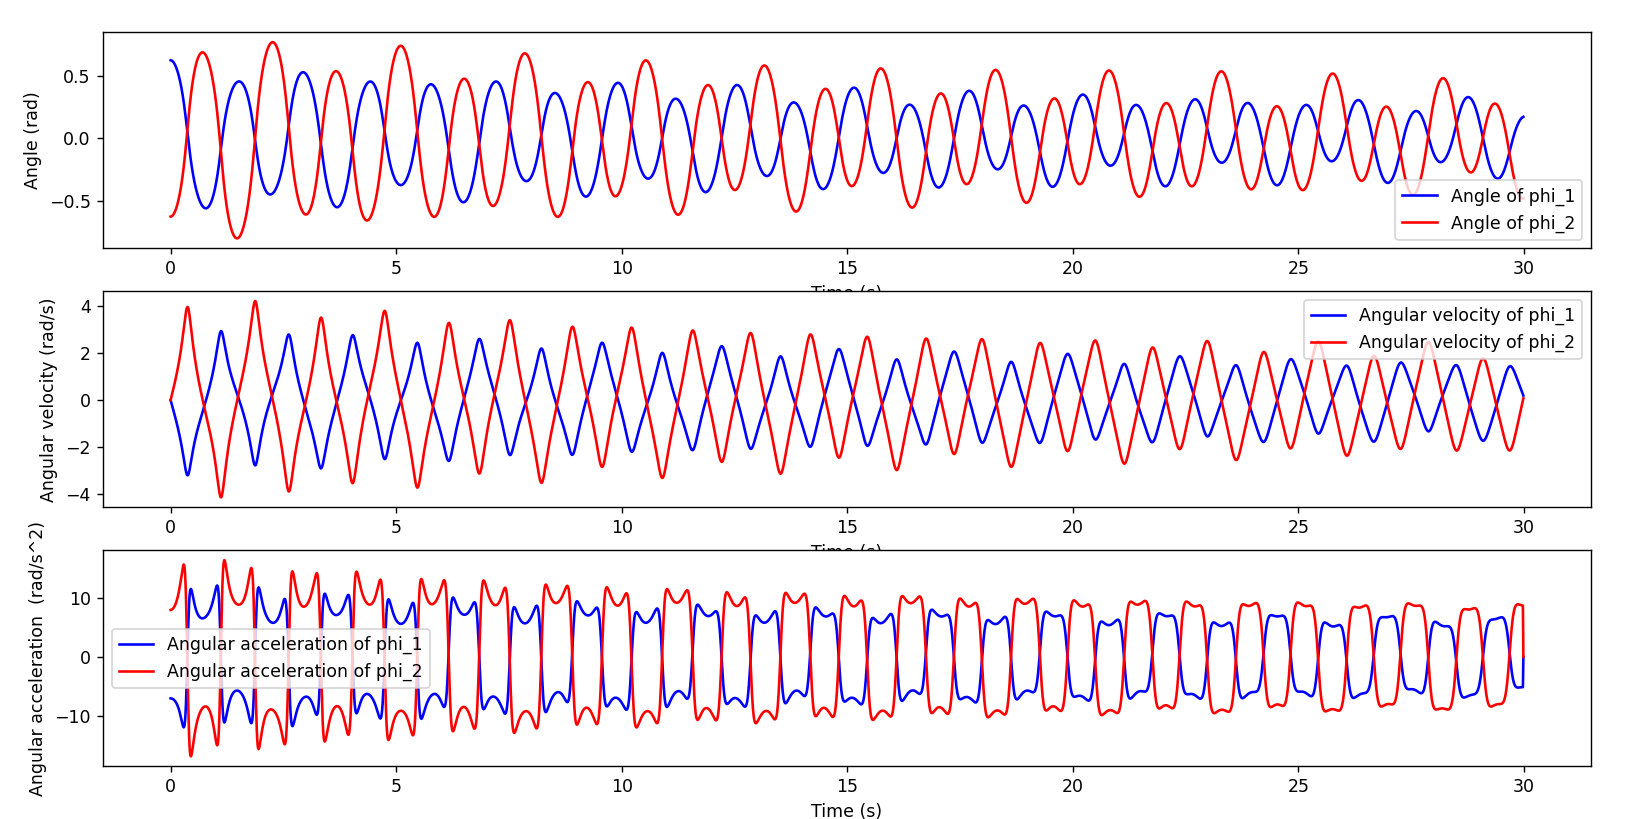 Angle (rad)
0.5
0.0
−0.5
Angle of phi_1
Angle of phi_2
0 5 10 15 20 25 30
Time (s)
Angular velocity (rad/s)
4
2
0
−2
−4
Angular velocity of phi_1
Angular velocity of phi_2
0 5 10 15 20 25 30
Time (s)
Angular acceleration (rad/s^2)
10
0
−10
Angular acceleration of phi_1
Angular acceleration of phi_2
0 5 10 15 20 25 30
Time (s)